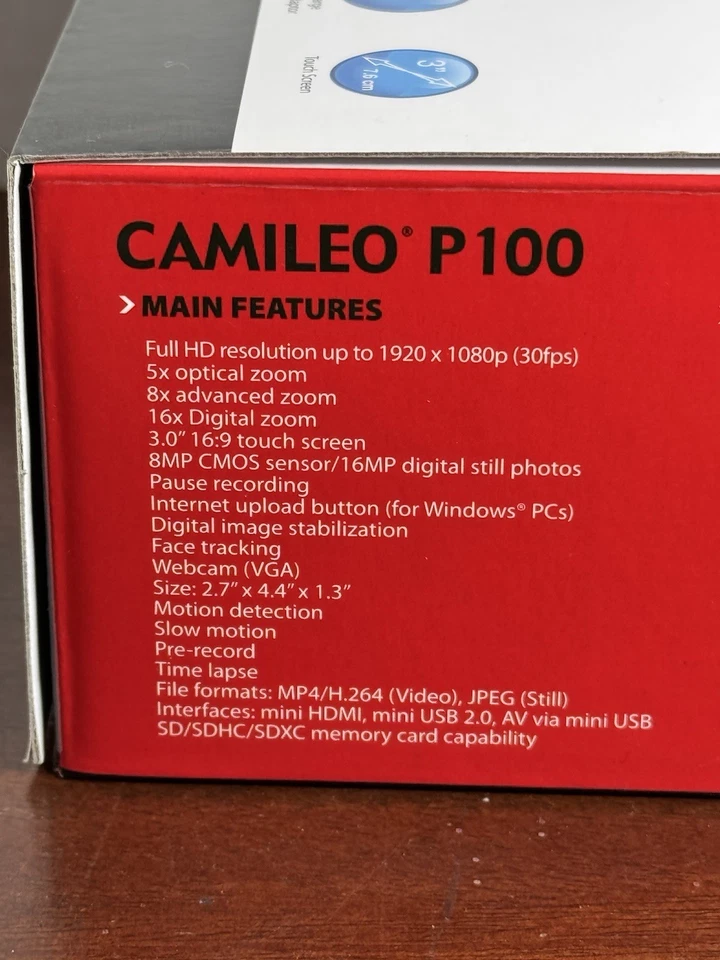 Touch Screen
3"
7.6 cm
CAMILEO® P100
MAIN FEATURES
Full HD resolution up to 1920 x 1080p (30fps)
5x optical zoom
8x advanced zoom
16x Digital zoom
3.0” 16:9 touch screen
8MP CMOS sensor/16MP digital still photos
Pause recording
Internet upload button (for Windows® PCs)
Digital image stabilization
Face tracking
Webcam (VGA)
Size: 2.7” x 4.4” x 1.3”
Motion detection
Slow motion
Pre-record
Time lapse
File formats: MP4/H.264 (Video), JPEG (Still)
Interfaces: mini HDMI, mini USB 2.0, AV via mini USB
SD/SDHC/SDXC memory card capability